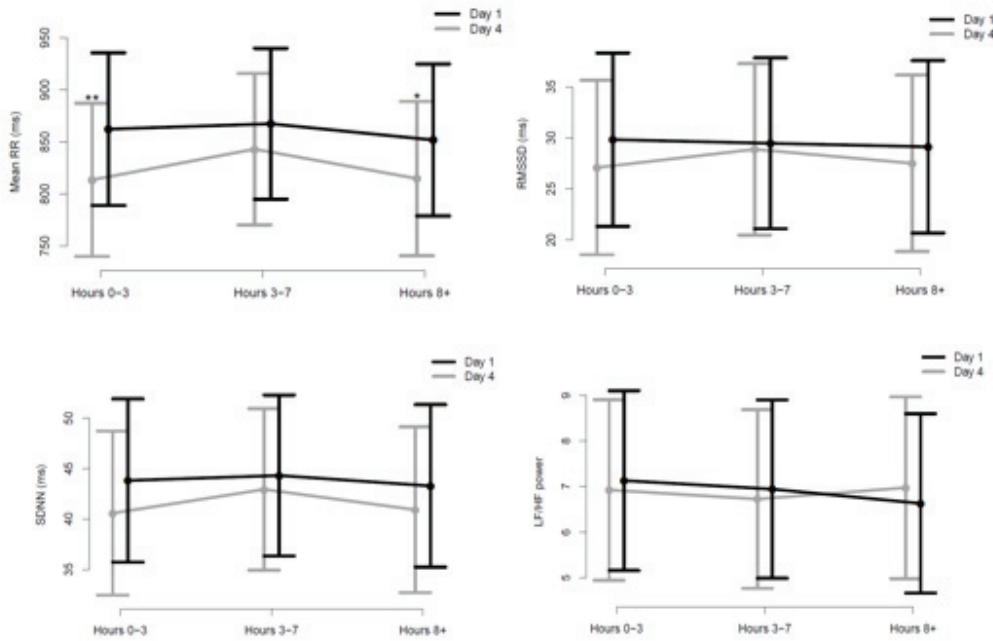 Day 1
Day 4
Mean RR (ms)
950
900
850
800
750
**
*
Hours 0−3
Hours 3−7
Hours 8+
Day 1
Day 4
RMSSD (ms)
35
30
25
20
Hours 0−3
Hours 3−7
Hours 8+
Day 1
Day 4
SDNN (ms)
50
45
40
35
Hours 0−3
Hours 3−7
Hours 8+
Day 1
Day 4
LF/HF power
9
8
7
6
5
Hours 0−3
Hours 3−7
Hours 8+